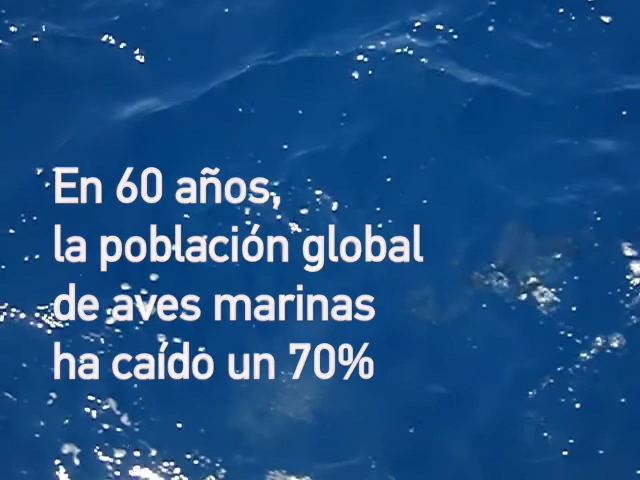 En 60 años,
la población global
de aves marinas
ha caído un 70%